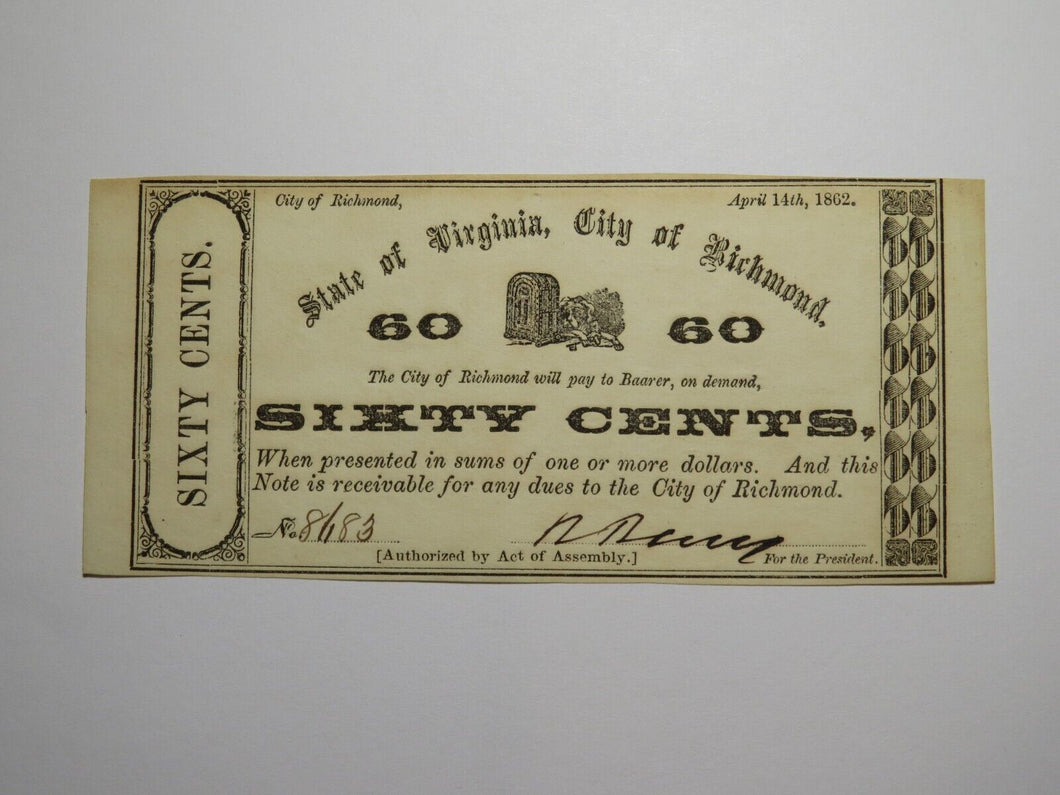 SIXTY CENTS.
City of Richmond, April 14th, 1862.
State of Virginia, City of Richmond.
60 60
The City of Richmond will pay to Baarer, on demand,
SIXTY CENTS,
When presented in sums of one or more dollars. And this
Note is receivable for any dues to the City of Richmond.
No. 8183
[Authorized by Act of Assembly.] For the President.